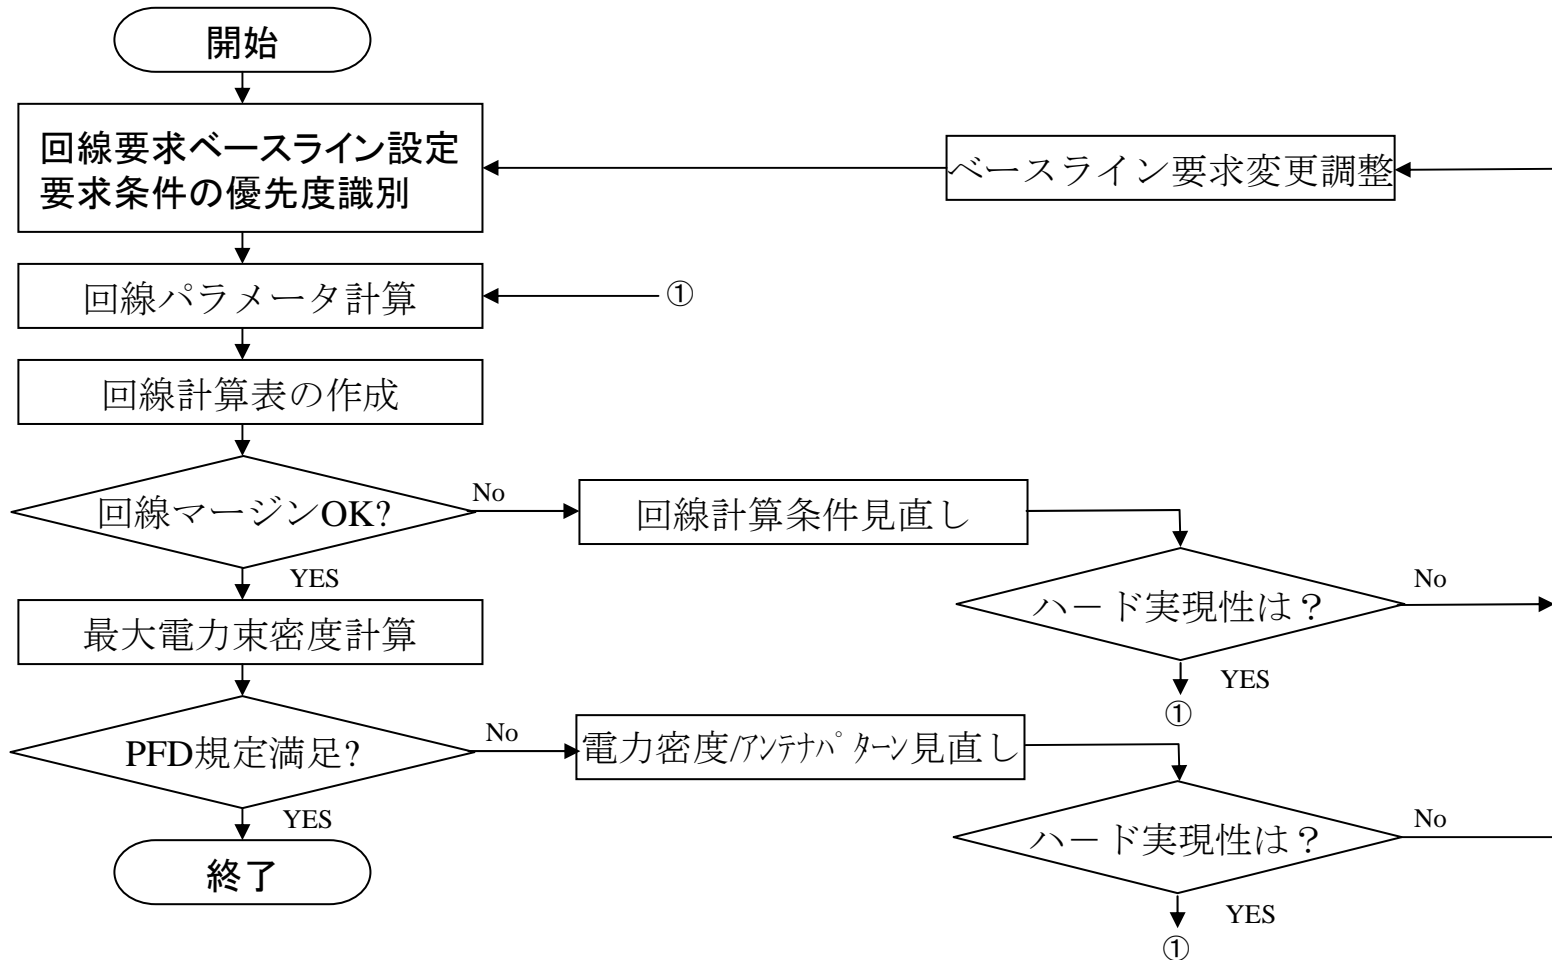 開始
回線要求ベースライン設定
要求条件の優先度識別
ベースライン要求変更調整
回線パラメータ計算
①
回線計算表の作成
回線マージンOK?
No
回線計算条件見直し
YES
ハード実現性は？
No
YES
①
最大電力束密度計算
PFD規定満足?
No
電力密度/ｱﾝﾃﾅﾊﾟﾀｰﾝ見直し
YES
ハード実現性は？
No
YES
①
終了